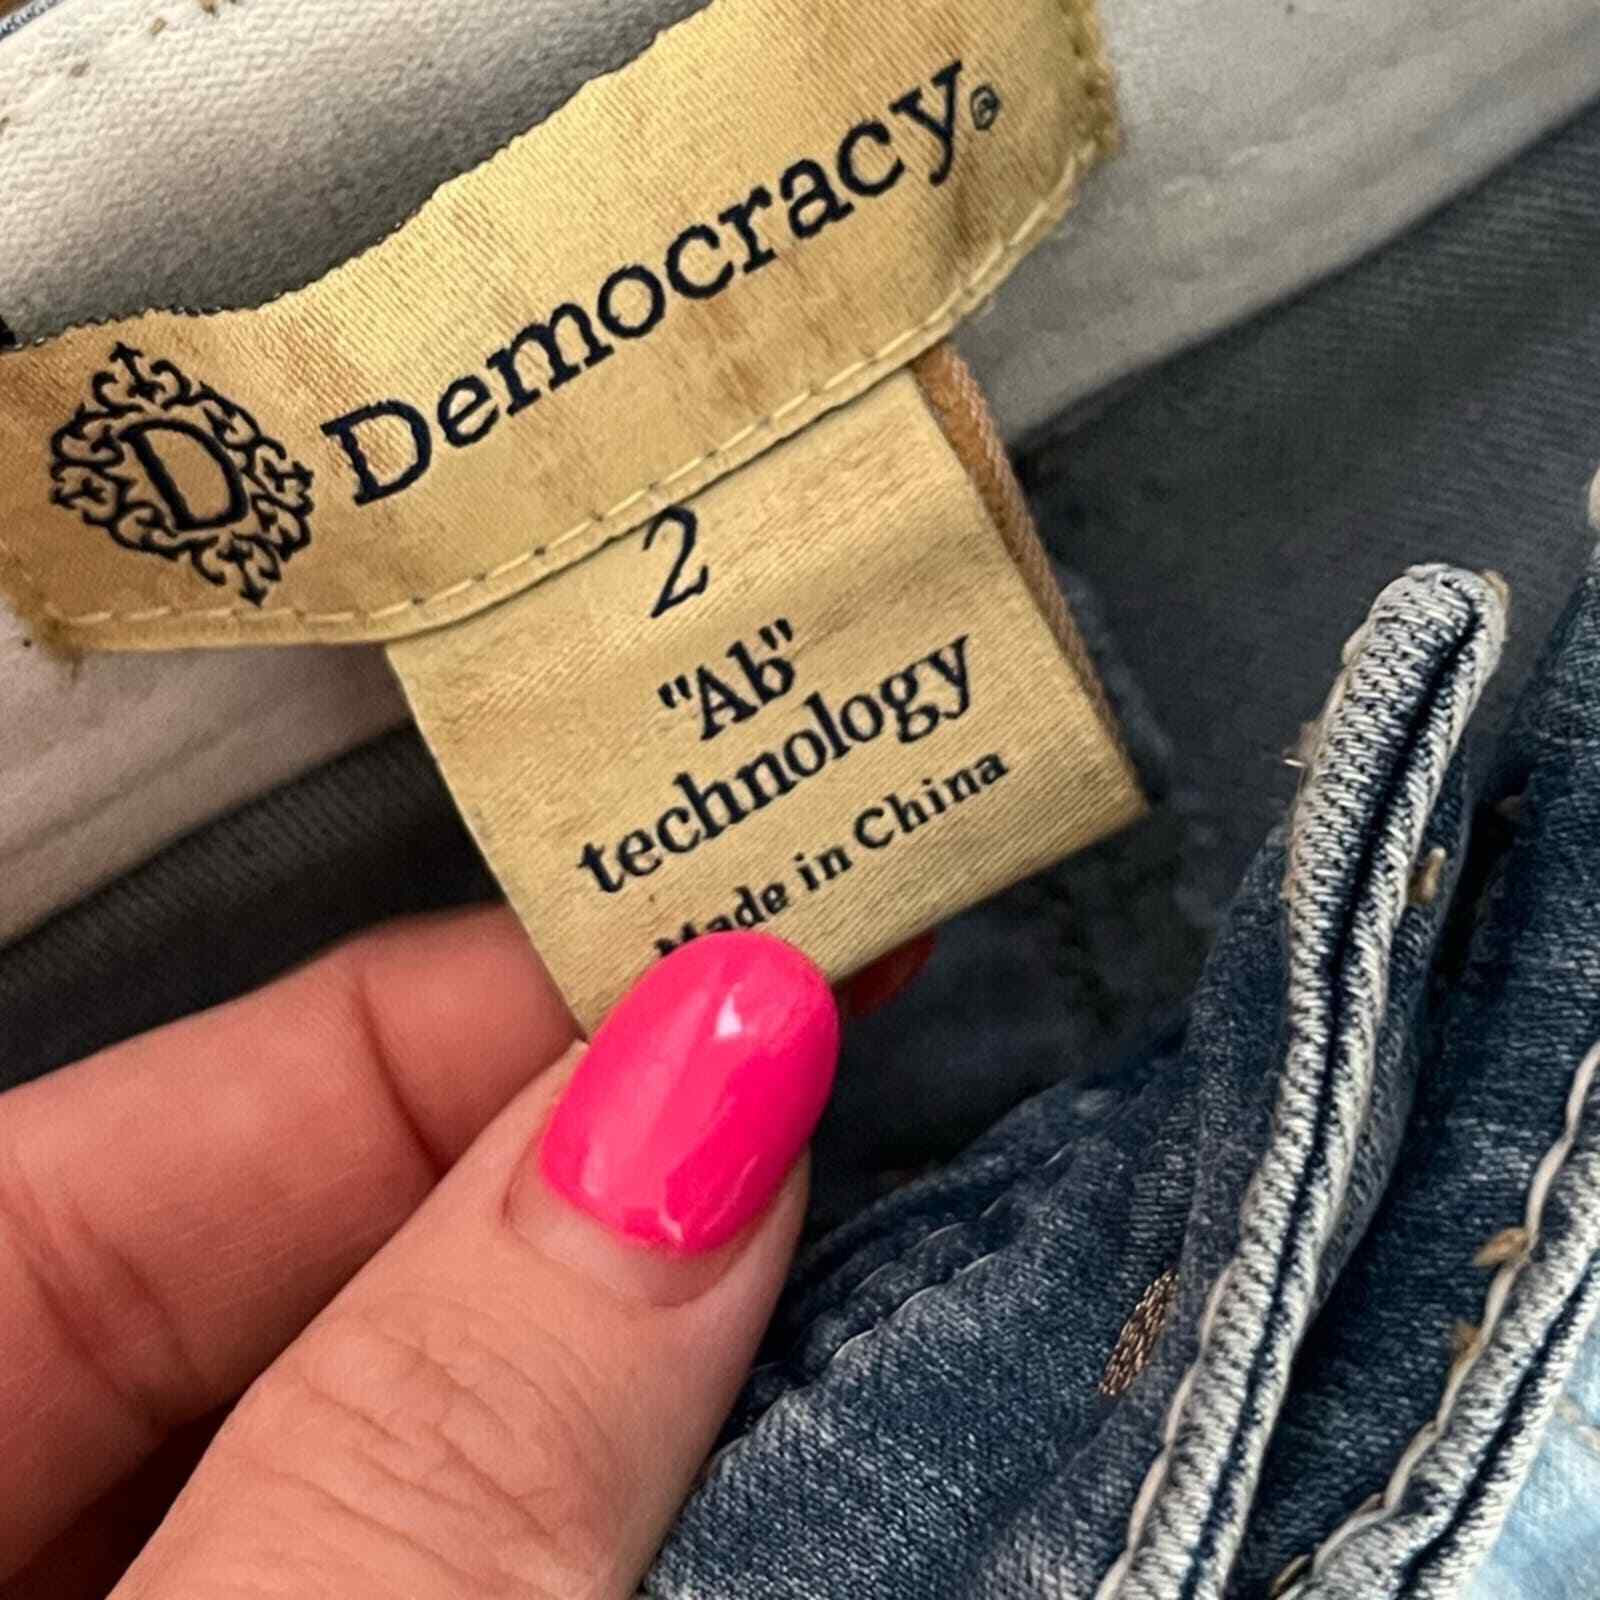 D
Democracy®
2
"Ab"
technology
Made in China